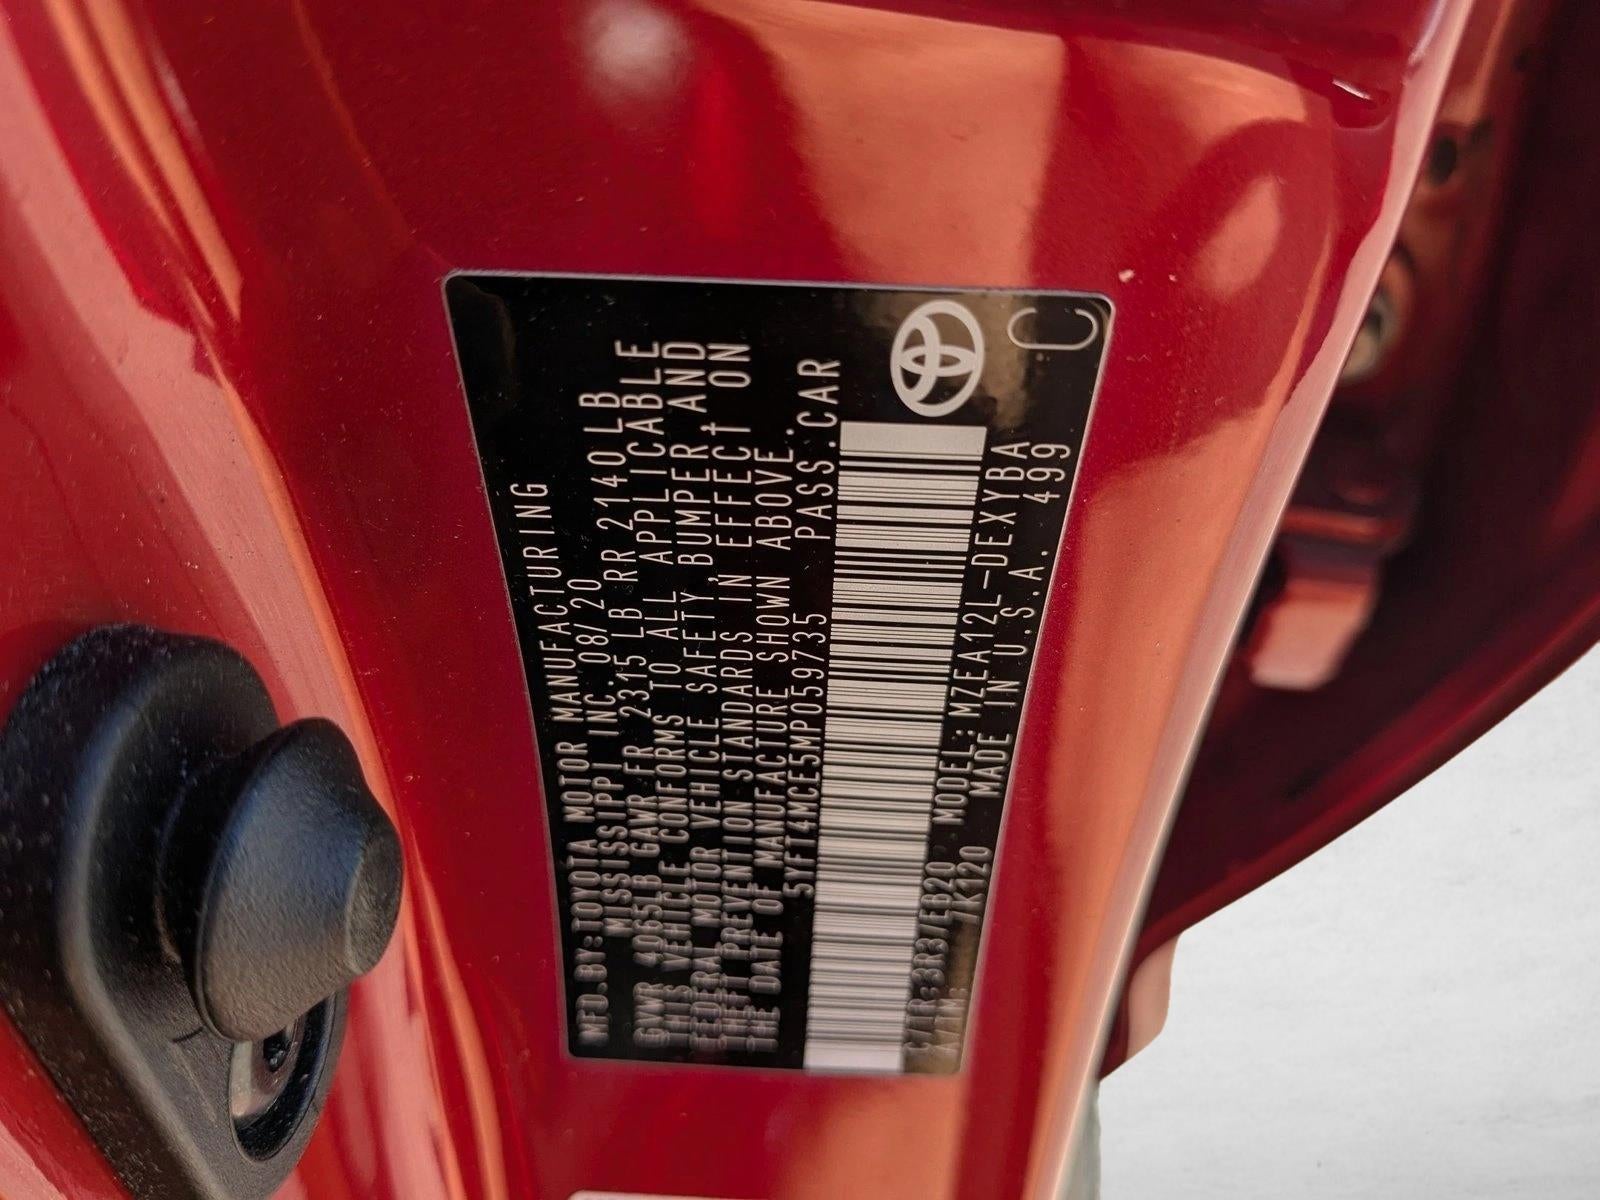 MFD.BY:TOYOTA MOTOR MANUFACTURING
MISSISSIPPI INC. 08/20
GVWR 4065LB GAWR FR 2315LB RR 2140LB
THIS VEHICLE CONFORMS TO ALL APPLICABLE
FEDERAL MOTOR VEHICLE SAFETY, BUMPER, AND
THEFT PREVENTION STANDARDS IN EFFECT ON
THE DATE OF MANUFACTURE SHOWN ABOVE.
5YFT4MCE5MP059735 PASS.CAR
C/TR:3R3/EB20 MODEL:MZEA12L-DEXYBA
A/TM: /K120 MADE IN U.S.A. 499
C